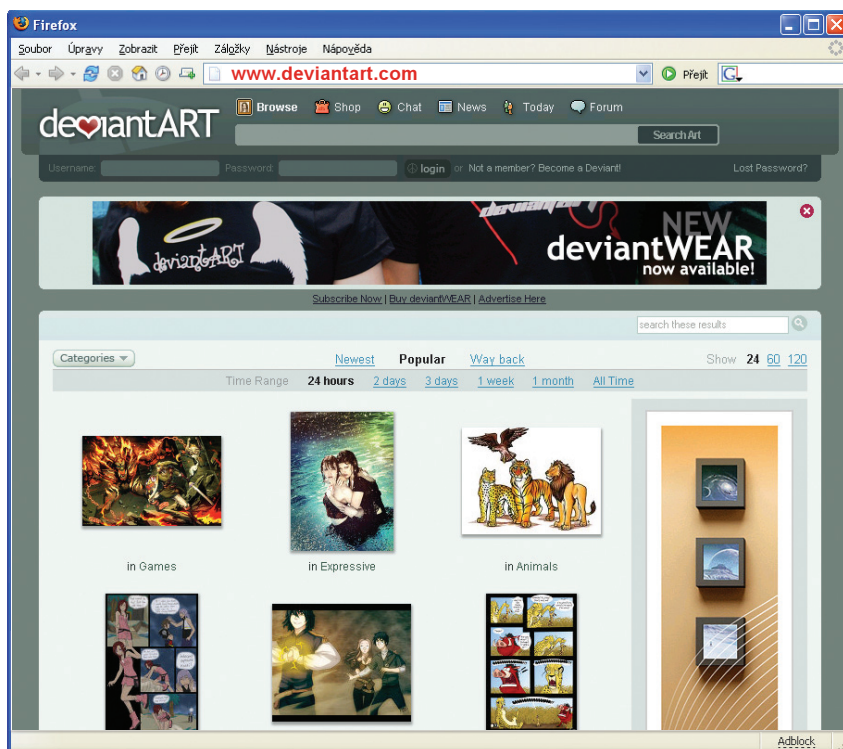 Firefox
Soubor Úpravy Zobrazit Přejít Záložky Nástroje Nápověda
www.deviantart.com Přejít G
deviantART Browse Shop Chat News Today Forum
Search Art
Username: Password: login or Not a member? Become a Deviant! Lost Password?
deviantART deviantART NEW
deviantWEAR
now available!
Subscribe Now | Buy deviantWEAR | Advertise Here
search these results
Categories Newest Popular Way back Show 24 60 120
Time Range 24 hours 2 days 3 days 1 week 1 month All Time
in Games in Expressive in Animals
Adblock